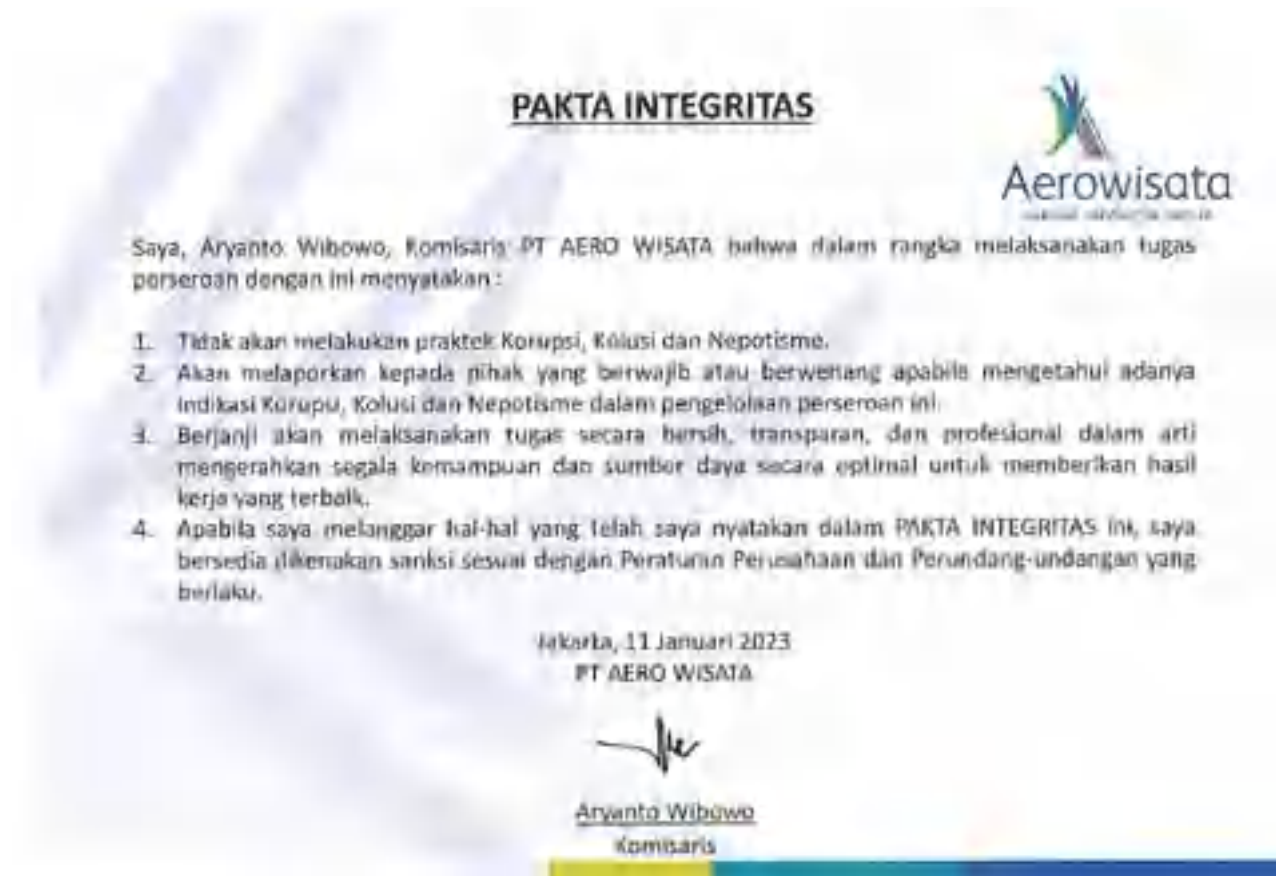 PAKTA INTEGRITAS
Aerowisata
Saya, Aryanto Wibowo, Komisaris PT AERO WISATA bahwa dalam rangka melaksanakan tugas
perseroan dengan ini menyatakan :
1. Tidak akan melakukan praktek Korupsi, Kolusi dan Nepotisme.
2. Akan melaporkan kepada pihak yang berwajib atau berwenang apabila mengetahui adanya
indikasi Korupsi, Kolusi dan Nepotisme dalam pengelolaan perseroan ini.
3. Berjanji akan melaksanakan tugas secara bersih, transparan, dan profesional dalam arti
mengerahkan segala kemampuan dan sumber daya secara optimal untuk memberikan hasil
kerja yang terbaik.
4. Apabila saya melanggar hal-hal yang telah saya nyatakan dalam PAKTA INTEGRITAS ini, saya
bersedia dikenakan sanksi sesuai dengan Peraturan Perusahaan dan Perundang-undangan yang
berlaku.
Jakarta, 11 Januari 2023
PT AERO WISATA
Aryanto Wibowo
Komisaris